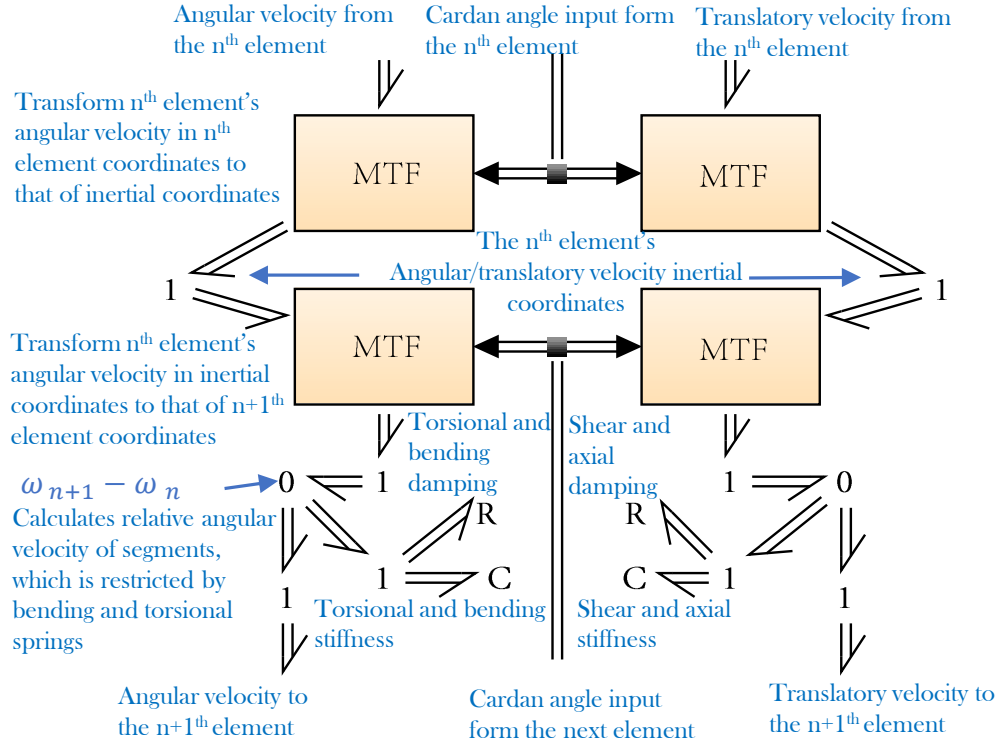 Angular velocity from
the nth element
Cardan angle input form
the nth element
Translatory velocity from
the nth element
Transform nth element's
angular velocity in nth
element coordinates to
that of inertial coordinates
MTF
MTF
The nth element's
Angular/translatory velocity inertial
coordinates
1
1
Transform nth element's
angular velocity in inertial
coordinates to that of n+1th
element coordinates
MTF
MTF
Torsional and
bending
damping
Shear and
axial
damping
ωn+1 − ωn
0
1
1
0
Calculates relative angular
velocity of segments,
which is restricted by
bending and torsional
springs
R
R
1
1
C
C
1
1
Torsional and bending
stiffness
Shear and axial
stiffness
Angular velocity to
the n+1th element
Cardan angle input
form the next element
Translatory velocity to
the n+1th element